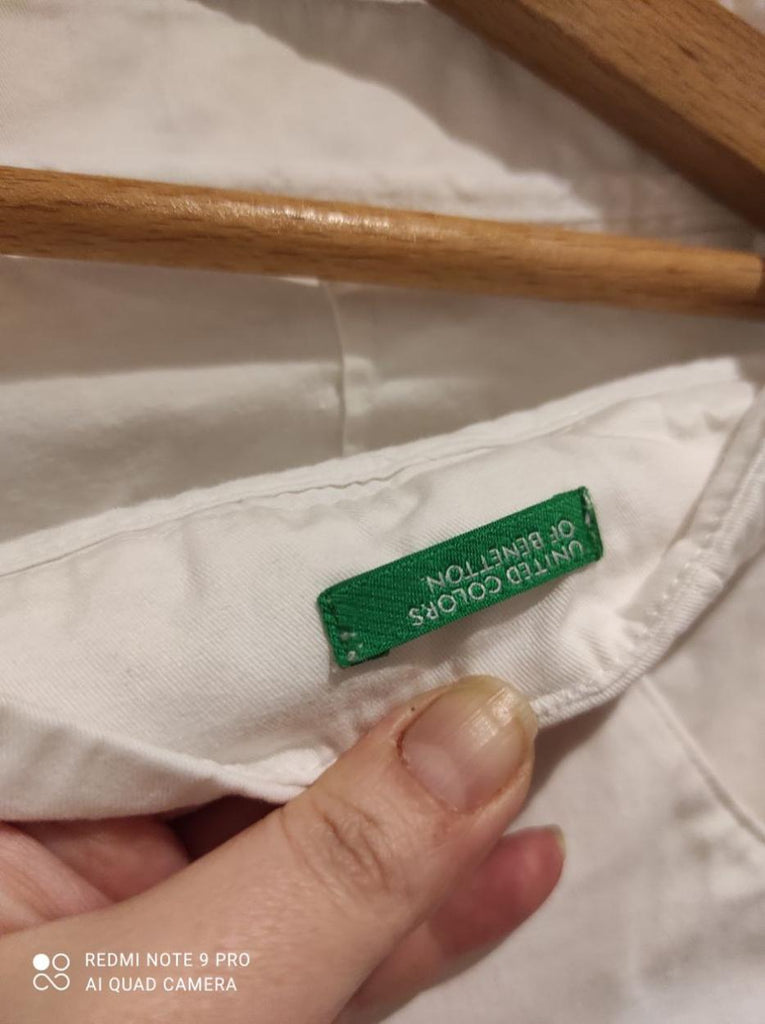 UNITED COLORS
OF BENETTON.
REDMI NOTE 9 PRO
AI QUAD CAMERA